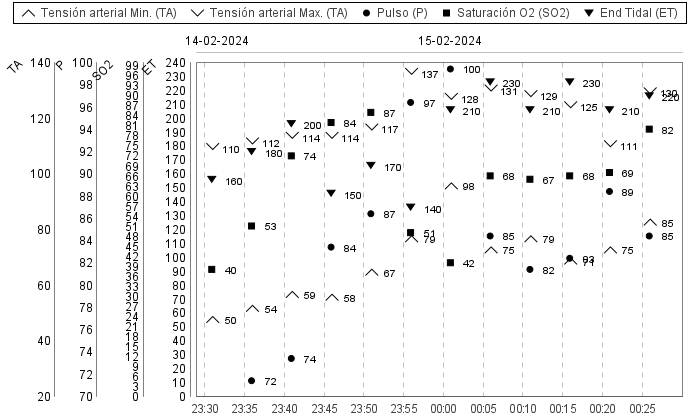 Tensión arterial Min. (TA) Tensión arterial Max. (TA) Pulso (P) Saturación O2 (SO2) End Tidal (ET)
14-02-2024 15-02-2024
TA P SO2 ET
140 100 99 240
98 96 230
93 220
96 90 210
120 87 200
94 84 190
81
78 180
92 75 170
72
100 90 69 160
66 150
88 63 140
60
57 130
86 54 120
80 51
84 48 110
45 100
82 42 90
39
60 80 36 80
33 70
78 30 60
27
40 76 24 50
21 40
74 18 30
15
72 12 20
9
6 10
3
20 70 0 0
137 100 230 230
131 130
97 128 129 220
87 210 125 210 210
200 84 117
110 112 114 114 111 82
180 74 170
160 150 98 68 67 68 69
140 87 89
53 51 85
84 79 85 79 85
40 67 42 75 82 83 75
71
50 54 59 58
72 74
23:30 23:35 23:40 23:45 23:50 23:55 00:00 00:05 00:10 00:15 00:20 00:25